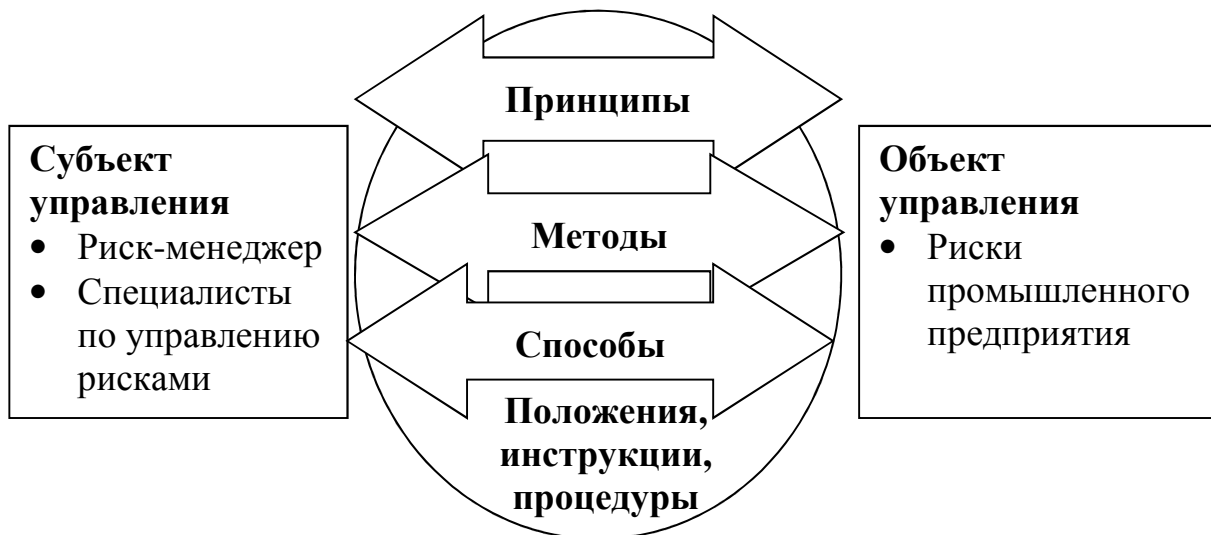 Субъект
управления
• Риск-менеджер
• Специалисты
по управлению
рисками
Принципы
Методы
Способы
Положения,
инструкции,
процедуры
Объект
управления
• Риски
промышленного
предприятия